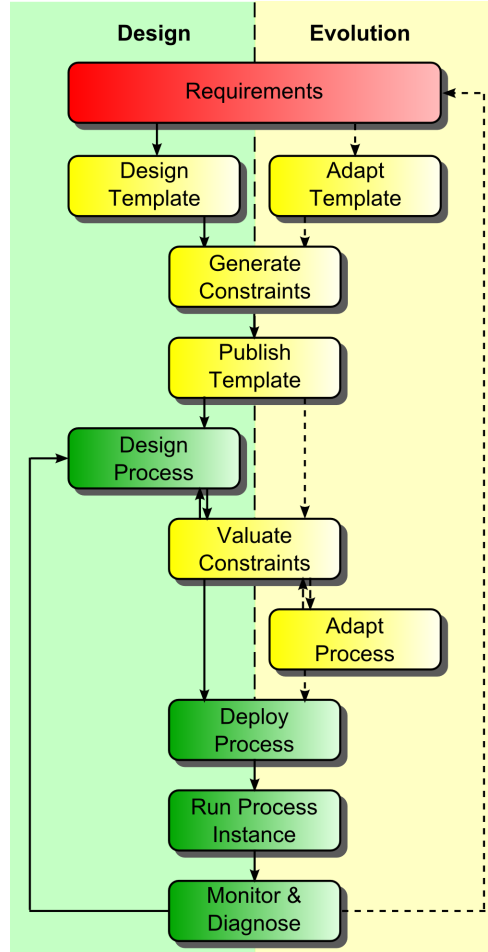 Design
Evolution
Requirements
Design
Template
Adapt
Template
Generate
Constraints
Publish
Template
Design
Process
Valuate
Constraints
Adapt
Process
Deploy
Process
Run Process
Instance
Monitor &
Diagnose